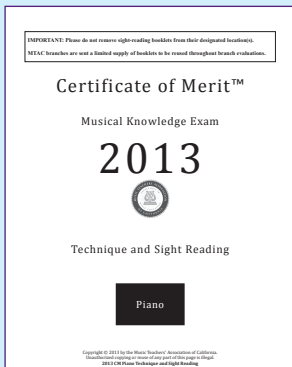 IMPORTANT: Please do not remove sight-reading booklets from their designated location(s).
MTAC branches are sent a limited supply of booklets to be reused throughout branch evaluations.
Certificate of Merit™
Musical Knowledge Exam
2013
Technique and Sight Reading
Piano
Copyright © 2013 by the Music Teachers' Association of California.
Unauthorized copying or reuse of any part of this page is illegal.
2013 CM Piano Technique and Sight Reading